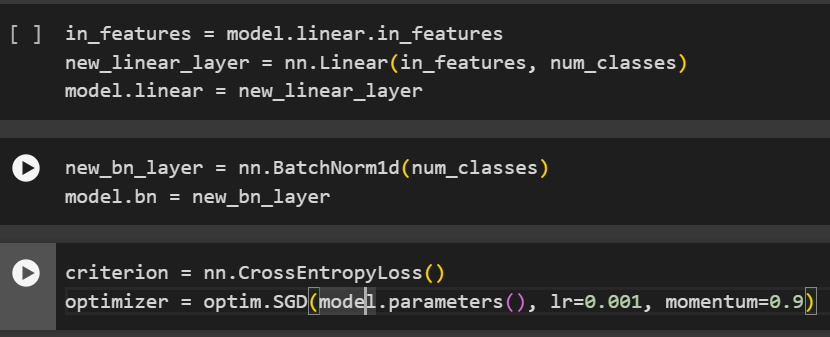 [ ] in_features = model.linear.in_features
new_linear_layer = nn.Linear(in_features, num_classes)
model.linear = new_linear_layer
new_bn_layer = nn.BatchNorm1d(num_classes)
model.bn = new_bn_layer
criterion = nn.CrossEntropyLoss()
optimizer = optim.SGD(model.parameters(), lr=0.001, momentum=0.9)